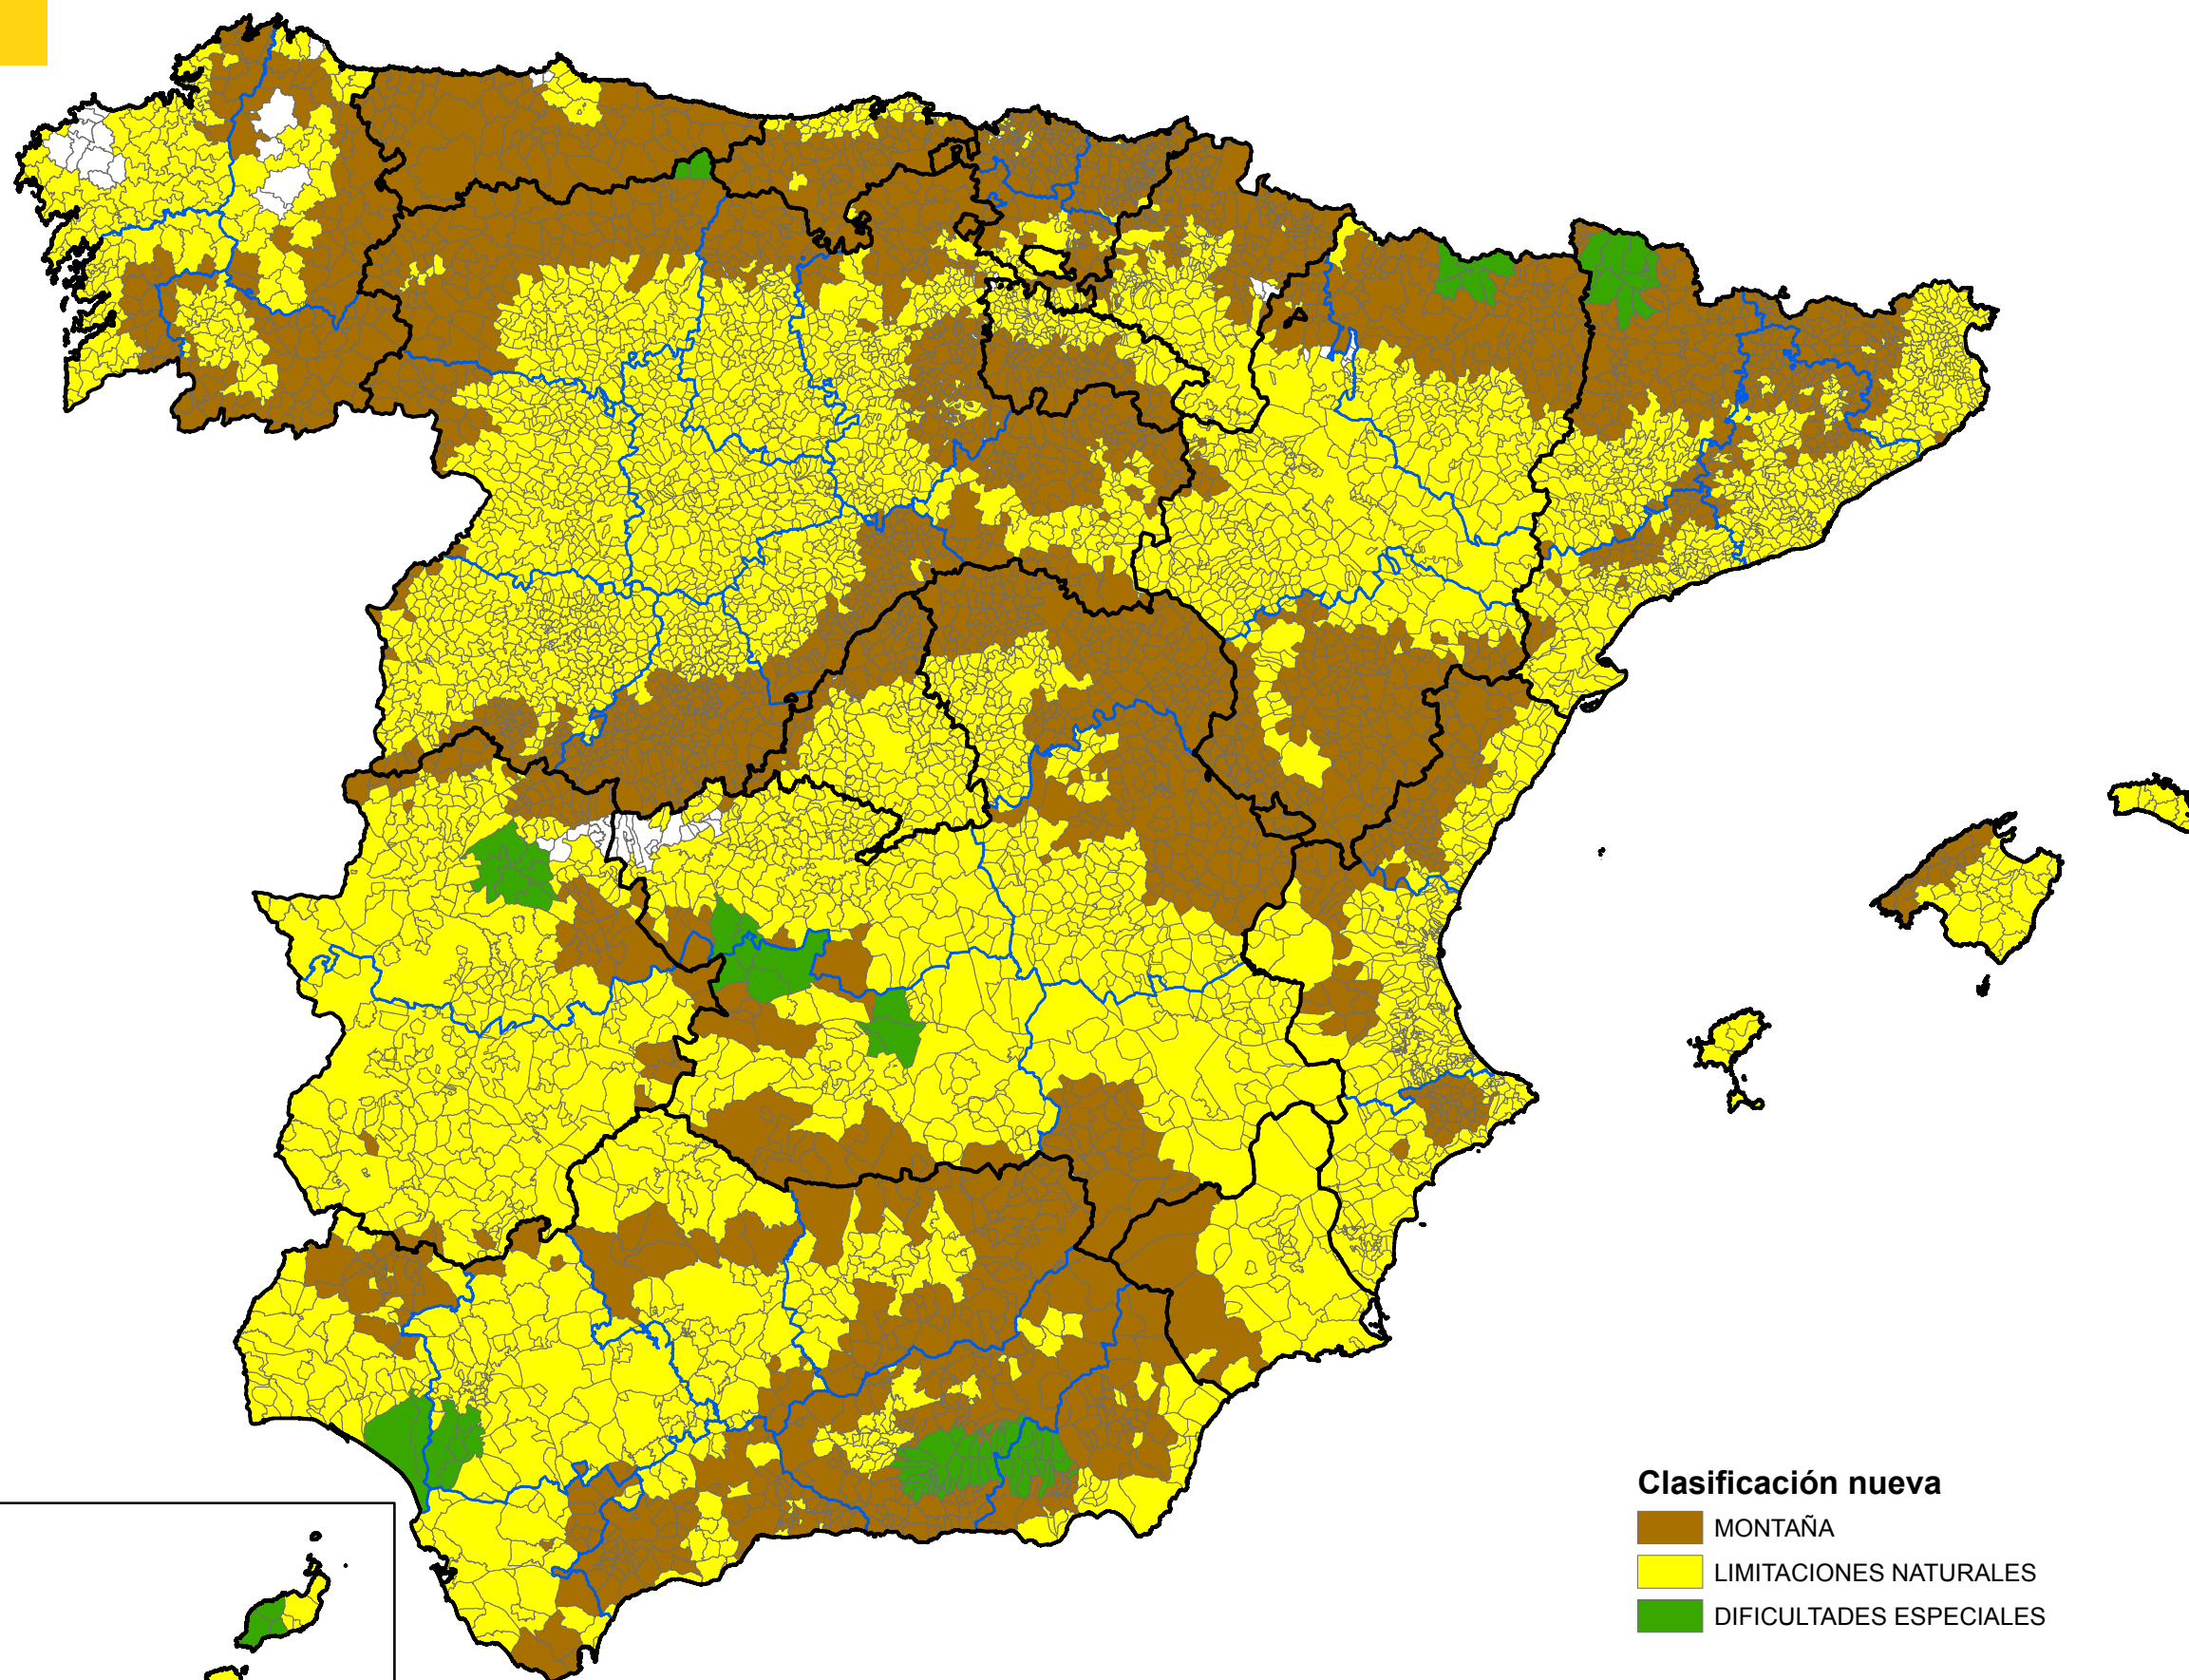 Clasificación nueva
MONTAÑA
LIMITACIONES NATURALES
DIFICULTADES ESPECIALES